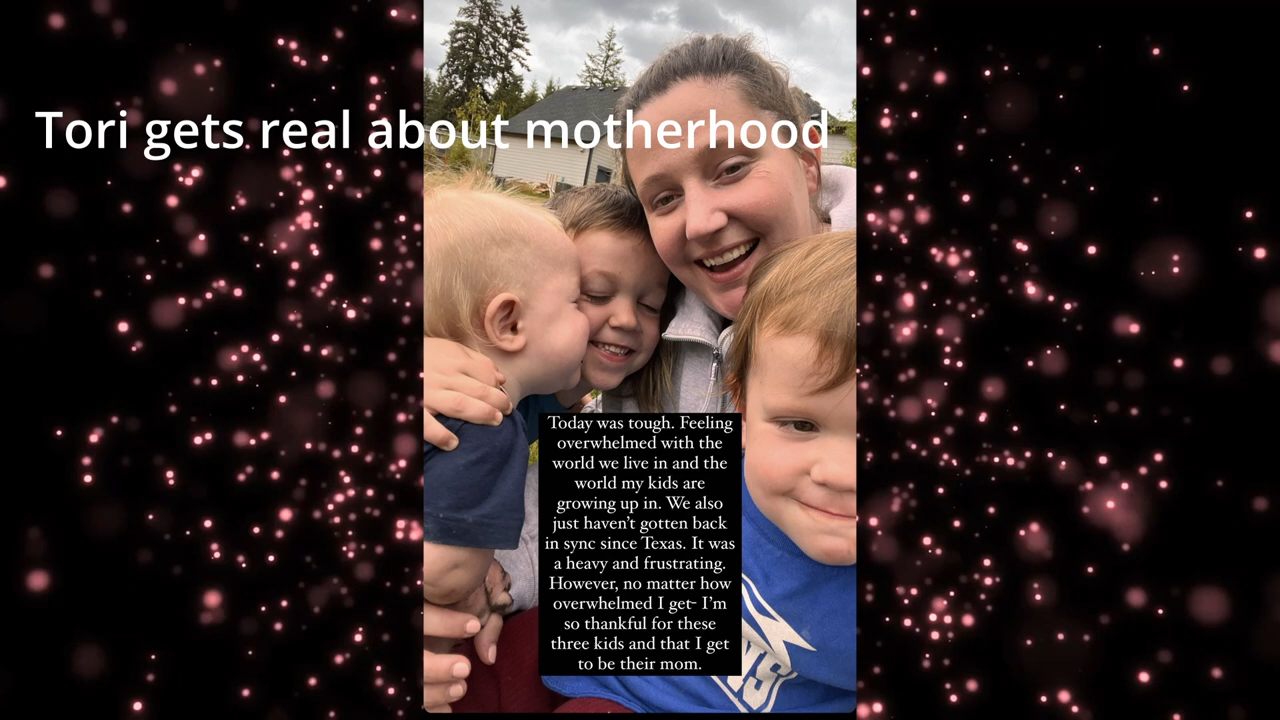 Tori gets real about motherhood
Today was tough. Feeling
overwhelmed with the
world we live in and the
world my kids are
growing up in. We also
just haven't gotten back
in sync since Texas. It was
a heavy and frustrating.
However, no matter how
overwhelmed I get- I'm
so thankful for these
three kids and that I get
to be their mom.